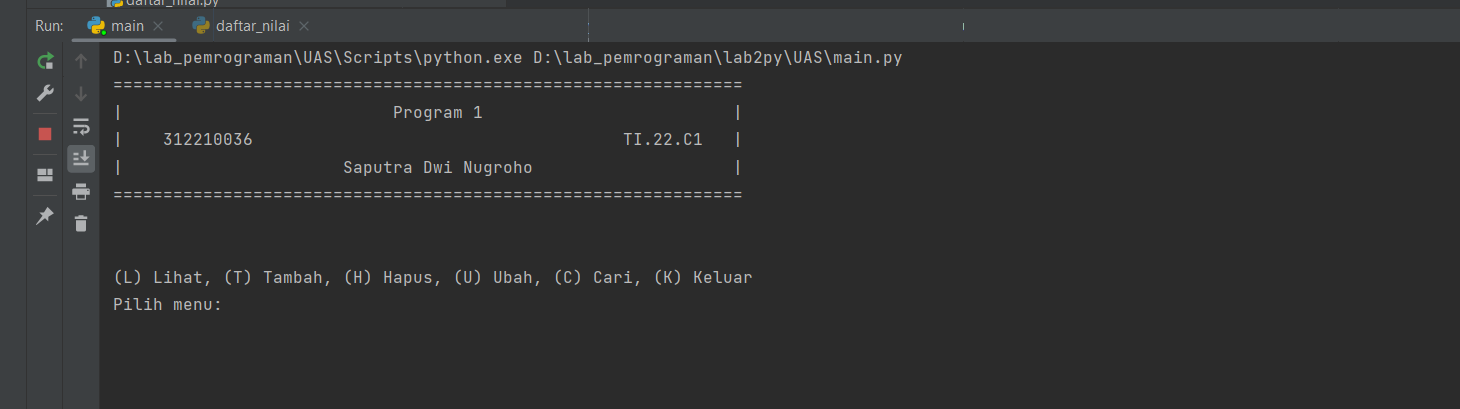 daftar_nilai.py
Run: main daftar_nilai
D:\lab_pemrograman\UAS\Scripts\python.exe D:\lab_pemrograman\lab2py\UAS\main.py
===============================================================
| Program 1 |
| 312210036 TI.22.C1 |
| Saputra Dwi Nugroho |
===============================================================
(L) Lihat, (T) Tambah, (H) Hapus, (U) Ubah, (C) Cari, (K) Keluar
Pilih menu: